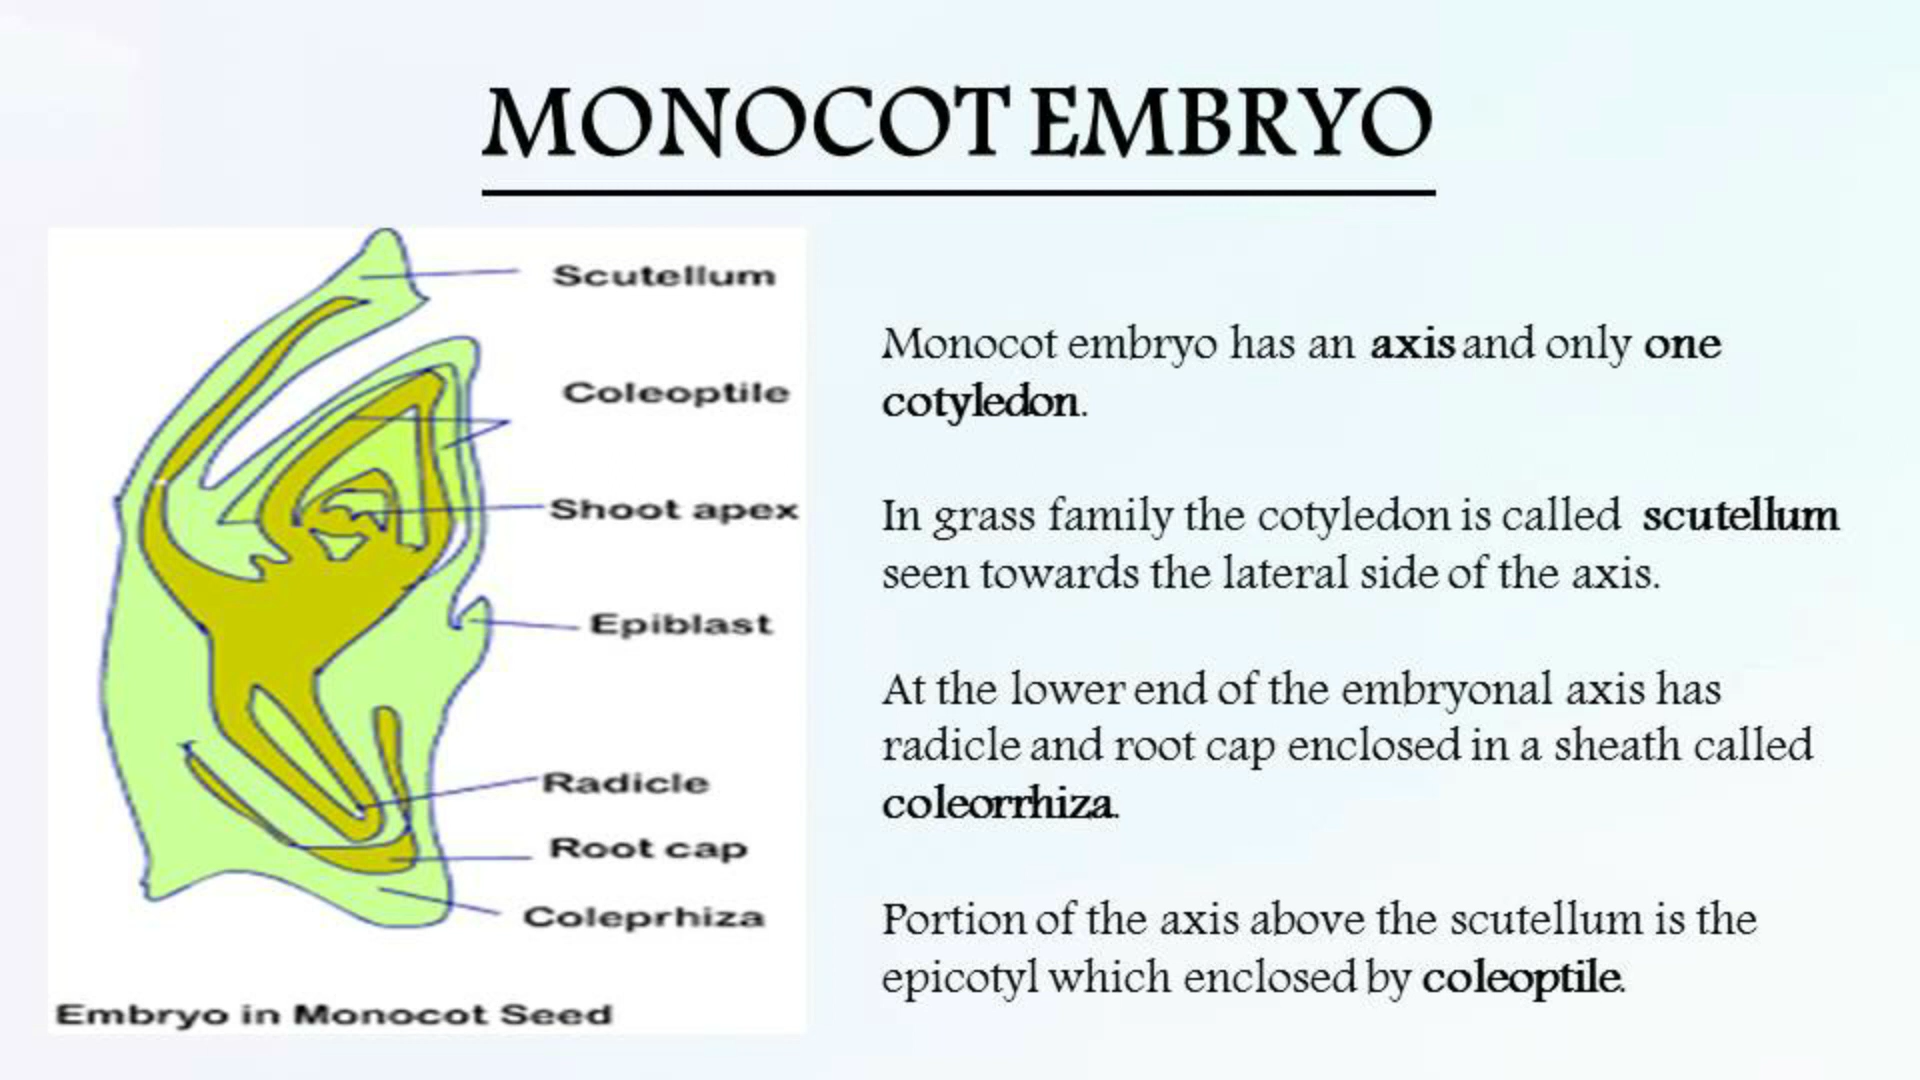 MONOCOT EMBRYO
Scutellum
Coleoptile
Shoot apex
Epiblast
Radicle
Root cap
Coleprhiza
Embryo in Monocot Seed
Monocot embryo has an axis and only one
cotyledon.
In grass family the cotyledon is called scutellum
seen towards the lateral side of the axis.
At the lower end of the embryonal axis has
radicle and root cap enclosed in a sheath called
coleorrhiza.
Portion of the axis above the scutellum is the
epicotyl which enclosed by coleoptile.